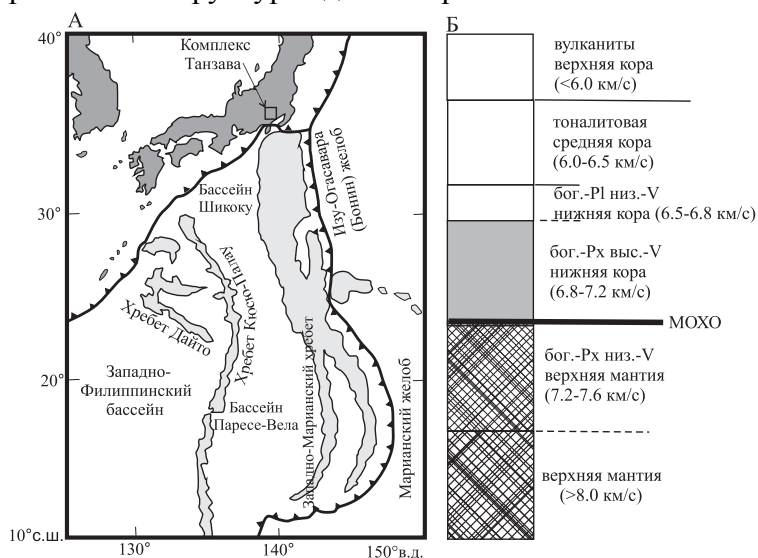 А
40°
Комплекс
Танзава
30°
20°
10°с.ш.
130°
140°
150°в.д.
Бассейн
Шикоку
Изу-Огасавара
(Бонин) желоб
Хребет Кюсю-Палау
Хребет Дайто
Западно-
Филиппинский
бассейн
Бассейн
Паресе-Вела
Западно-Марианский хребет
Марианский желоб
Б
вулканиты
верхняя кора
(<6.0 км/с)
тоналитовая
средняя кора
(6.0-6.5 км/с)
бог.-Pl низ.-V
нижняя кора (6.5-6.8 км/с)
бог.-Px выс.-V
нижняя кора
(6.8-7.2 км/с)
МОХО
бог.-Px низ.-V
верхняя мантия
(7.2-7.6 км/с)
верхняя мантия
(>8.0 км/с)